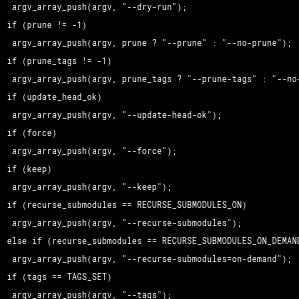 argv_array_push(argv, "--dry-run");
if (prune != -1)
argv_array_push(argv, prune ? "--prune" : "--no-prune");
if (prune_tags != -1)
argv_array_push(argv, prune_tags ? "--prune-tags" : "--no-
if (update_head_ok)
argv_array_push(argv, "--update-head-ok");
if (force)
argv_array_push(argv, "--force");
if (keep)
argv_array_push(argv, "--keep");
if (recurse_submodules == RECURSE_SUBMODULES_ON)
argv_array_push(argv, "--recurse-submodules");
else if (recurse_submodules == RECURSE_SUBMODULES_ON_DEMAND
argv_array_push(argv, "--recurse-submodules=on-demand");
if (tags == TAGS_SET)
argv_array_push(argv, "--tags");